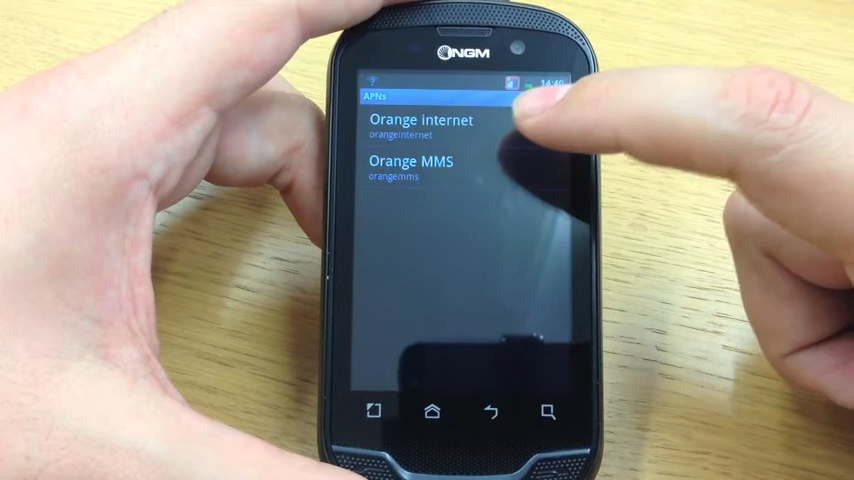 NGM
14:40
APNs
Orange internet
orangeinternet
Orange MMS
orangemms